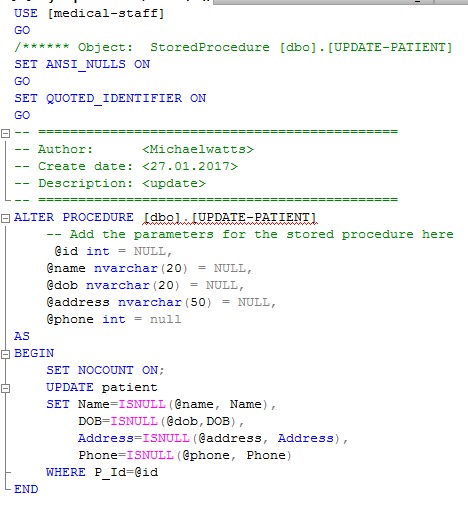 USE [medical-staff]
GO
/****** Object:  StoredProcedure [dbo].[UPDATE-PATIENT]
SET ANSI_NULLS ON
GO
SET QUOTED_IDENTIFIER ON
GO
-- =============================================
-- Author:      <Michaelwatts>
-- Create date: <27.01.2017>
-- Description: <update>
-- =============================================
ALTER PROCEDURE [dbo].[UPDATE-PATIENT]
    -- Add the parameters for the stored procedure here
     @id int = NULL,
    @name nvarchar(20) = NULL,
    @dob nvarchar(20) = NULL,
    @address nvarchar(50) = NULL,
    @phone int = null
AS
BEGIN
    SET NOCOUNT ON;
    UPDATE patient
    SET Name=ISNULL(@name, Name),
        DOB=ISNULL(@dob,DOB),
        Address=ISNULL(@address, Address),
        Phone=ISNULL(@phone, Phone)
    WHERE P_Id=@id
END